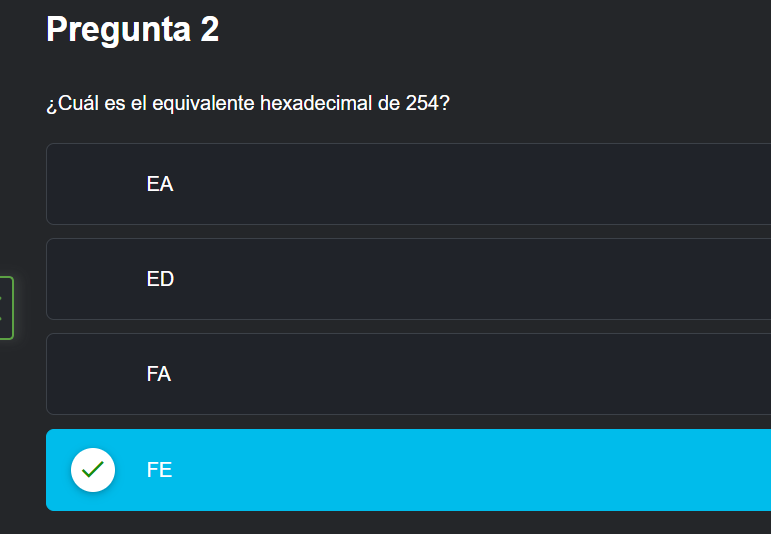 Pregunta 2
¿Cuál es el equivalente hexadecimal de 254?
EA
ED
FA
FE